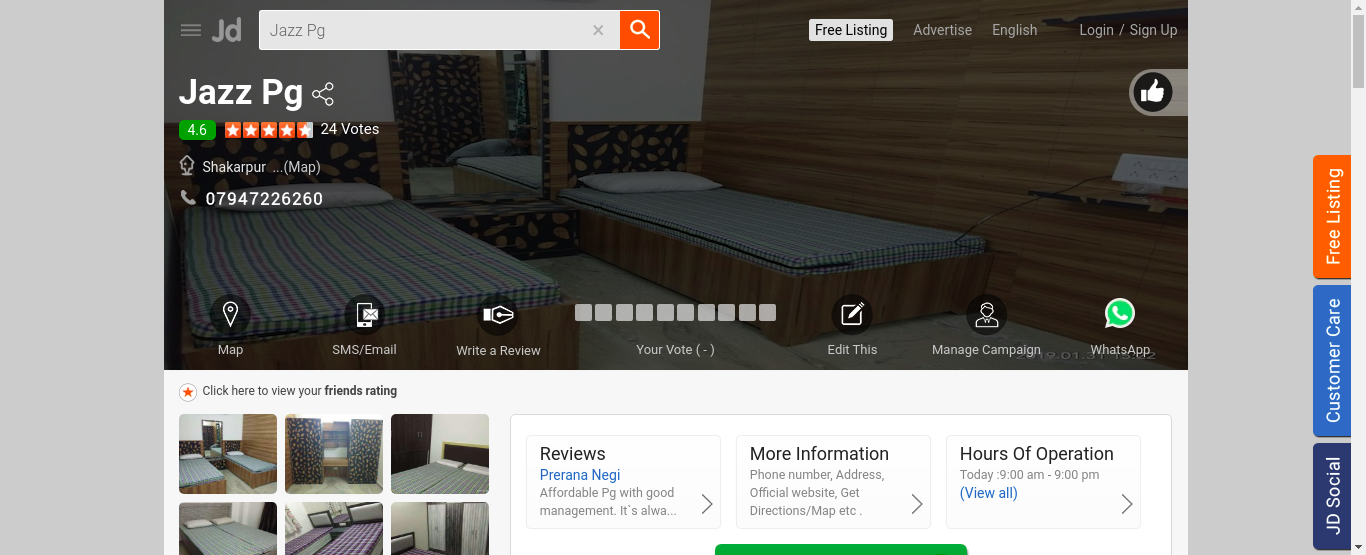 Jd
Jazz Pg
×
Free Listing
Advertise
English
Login / Sign Up
Jazz Pg
4.6
24 Votes
Shakarpur ...(Map)
07947226260
Map
SMS/Email
Write a Review
Your Vote ( - )
Edit This
Manage Campaign
WhatsApp
Click here to view your friends rating
Reviews
Prerana Negi
Affordable Pg with good
management. It`s alwa...
More Information
Phone number, Address,
Official website, Get
Directions/Map etc .
Hours Of Operation
Today :9:00 am - 9:00 pm
(View all)
Free Listing
Customer Care
JD Social